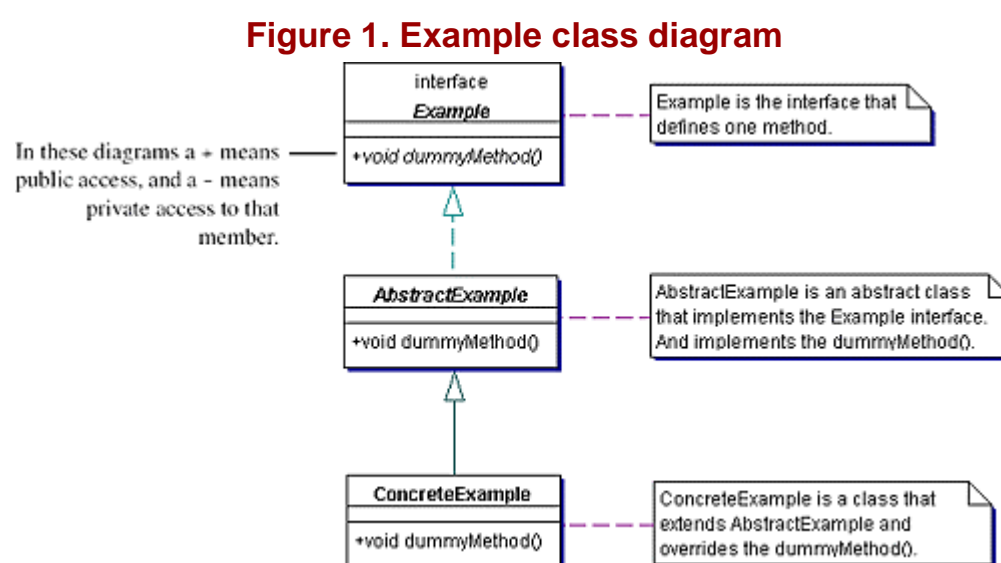 Figure 1. Example class diagram
interface
Example
+void dummyMethod()
Example is the interface that
defines one method.
In these diagrams a + means
public access, and a - means
private access to that
member.
AbstractExample
+void dummyMethod()
AbstractExample is an abstract class
that implements the Example interface.
And implements the dummyMethod().
ConcreteExample
+void dummyMethod()
ConcreteExample is a class that
extends AbstractExample and
overrides the dummyMethod().